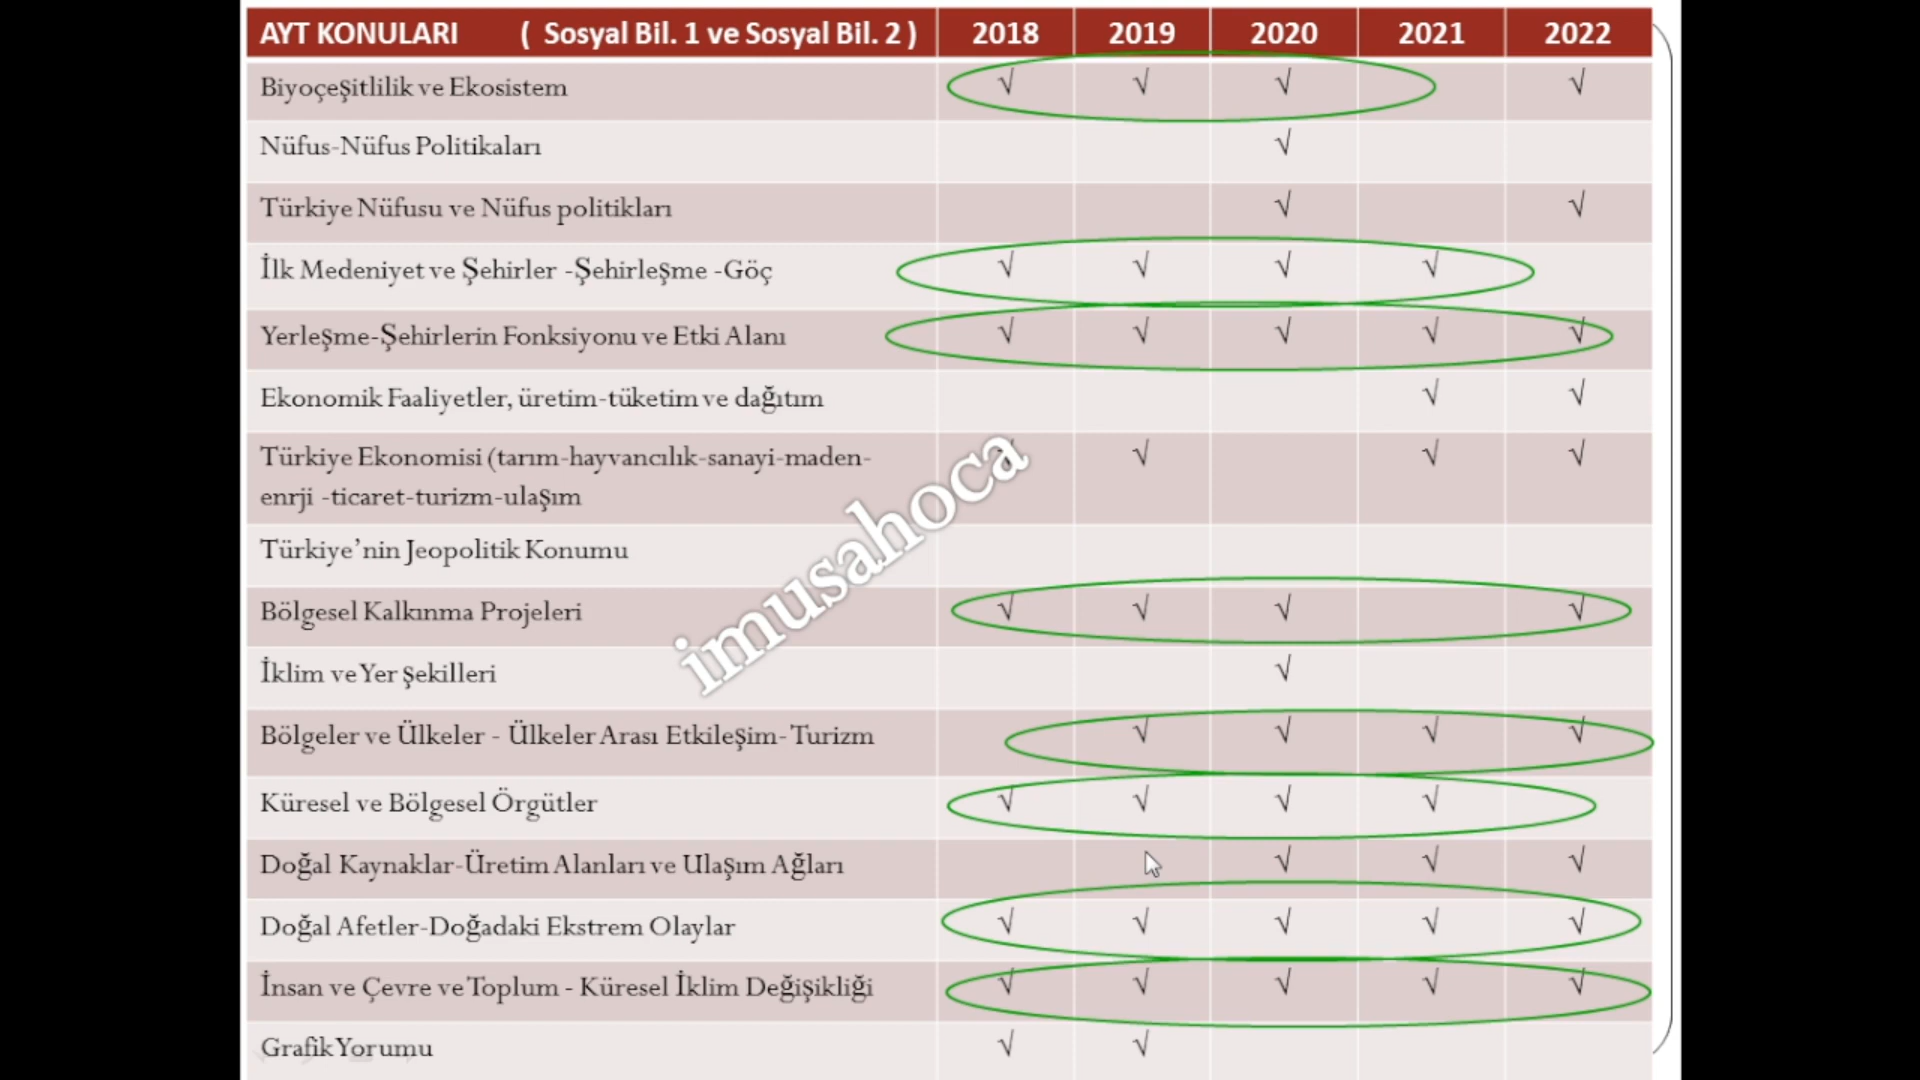 AYT KONULARI ( Sosyal Bil. 1 ve Sosyal Bil. 2 ) 2018 2019 2020 2021 2022
Biyoçeşitlilik ve Ekosistem √ √ √ √
Nüfus-Nüfus Politikaları √
Türkiye Nüfusu ve Nüfus politikları √ √
İlk Medeniyet ve Şehirler -Şehirleşme -Göç √ √ √ √
Yerleşme-Şehirlerin Fonksiyonu ve Etki Alanı √ √ √ √ √
Ekonomik Faaliyetler, üretim-tüketim ve dağıtım √ √
Türkiye Ekonomisi (tarım-hayvancılık-sanayi-maden- √ √ √ √
enrji -ticaret-turizm-ulaşım
Türkiye'nin Jeopolitik Konumu
Bölgesel Kalkınma Projeleri √ √ √ √
İklim ve Yer şekilleri √
Bölgeler ve Ülkeler - Ülkeler Arası Etkileşim- Turizm √ √ √ √
Küresel ve Bölgesel Örgütler √ √ √ √
Doğal Kaynaklar-Üretim Alanları ve Ulaşım Ağları √ √ √
Doğal Afetler-Doğadaki Ekstrem Olaylar √ √ √ √ √
İnsan ve Çevre ve Toplum - Küresel İklim Değişikliği √ √ √ √ √
Grafik Yorumu √ √
imusahoca